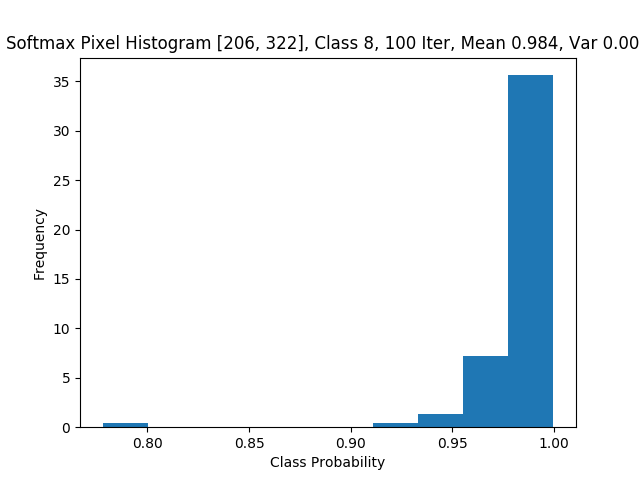 Softmax Pixel Histogram [206, 322], Class 8, 100 Iter, Mean 0.984, Var 0.00
35
30
25
20
15
10
5
0
Frequency
0.80 0.85 0.90 0.95 1.00
Class Probability